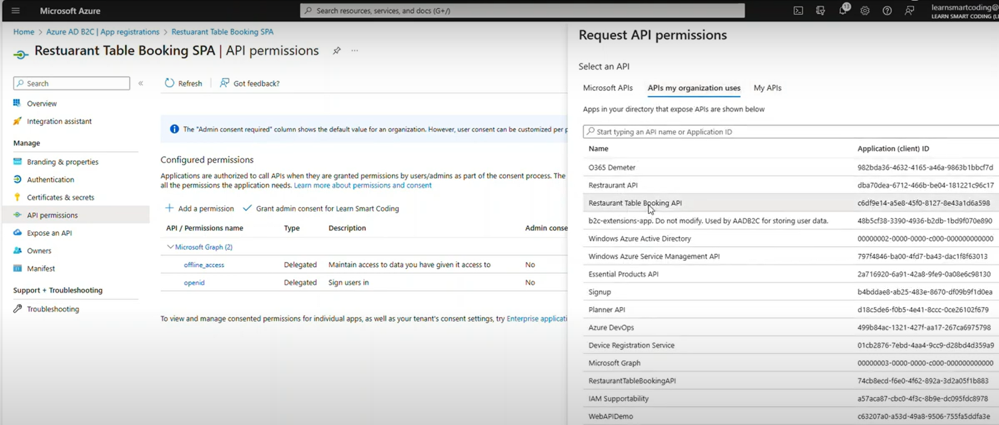 Microsoft Azure
Search resources, services, and docs (G+/)
13
learnsmartcoding@
LEARN SMART CODING (LE
Home > Azure AD B2C | App registrations > Restuarant Table Booking SPA
Restuarant Table Booking SPA | API permissions
Search
Overview
Integration assistant
Manage
Branding & properties
Authentication
Certificates & secrets
API permissions
Expose an API
Owners
Manifest
Support + Troubleshooting
Troubleshooting
Refresh
Got feedback?
The "Admin consent required" column shows the default value for an organization. However, user consent can be customized per p
Configured permissions
Applications are authorized to call APIs when they are granted permissions by users/admins as part of the consent process. The
all the permissions the application needs. Learn more about permissions and consent
Add a permission Grant admin consent for Learn Smart Coding
API / Permissions name Type Description Admin conse
Microsoft Graph (2)
offline_access Delegated Maintain access to data you have given it access to No
openid Delegated Sign users in No
To view and manage consented permissions for individual apps, as well as your tenant's consent settings, try Enterprise applicati
Request API permissions
Select an API
Microsoft APIs APIs my organization uses My APIs
Apps in your directory that expose APIs are shown below
Start typing an API name or Application ID
Name Application (client) ID
O365 Demeter 982bda36-4632-4165-a46a-9863b1bbcf7d
Restraurant API dba70dea-6712-466b-be04-181221c96c17
Restaurant Table Booking API c6df9e14-a5e8-45f0-8127-8e43a1d6a598
b2c-extensions-app. Do not modify. Used by AADB2C for storing user data. 48b5cf38-3390-4936-b2db-1bd9f070e890
Windows Azure Active Directory 00000002-0000-0000-c000-000000000000
Windows Azure Service Management API 797f4846-ba00-4fd7-ba43-dac1f8f63013
Essential Products API 2a716920-6a91-42a8-9fe9-0a08e6c98130
Signup b4bddae8-ab25-483e-8670-df09b9f1d0ea
Planner API d18c5de6-f0b5-4e41-8ccc-0ce26102f679
Azure DevOps 499b84ac-1321-427f-aa17-267ca6975798
Device Registration Service 01cb2876-7ebd-4aa4-9cc9-d28bd4d359a9
Microsoft Graph 00000003-0000-0000-c000-000000000000
RestaurantTableBookingAPI 74cb8ecd-f6e0-4f62-892a-3d2a05f1b883
IAM Supportability a57aca87-cbc0-4f3c-8b9e-dc095fdc8978
WebAPIDemo c63207a0-a53d-49a8-9506-755fa5ddfa3e